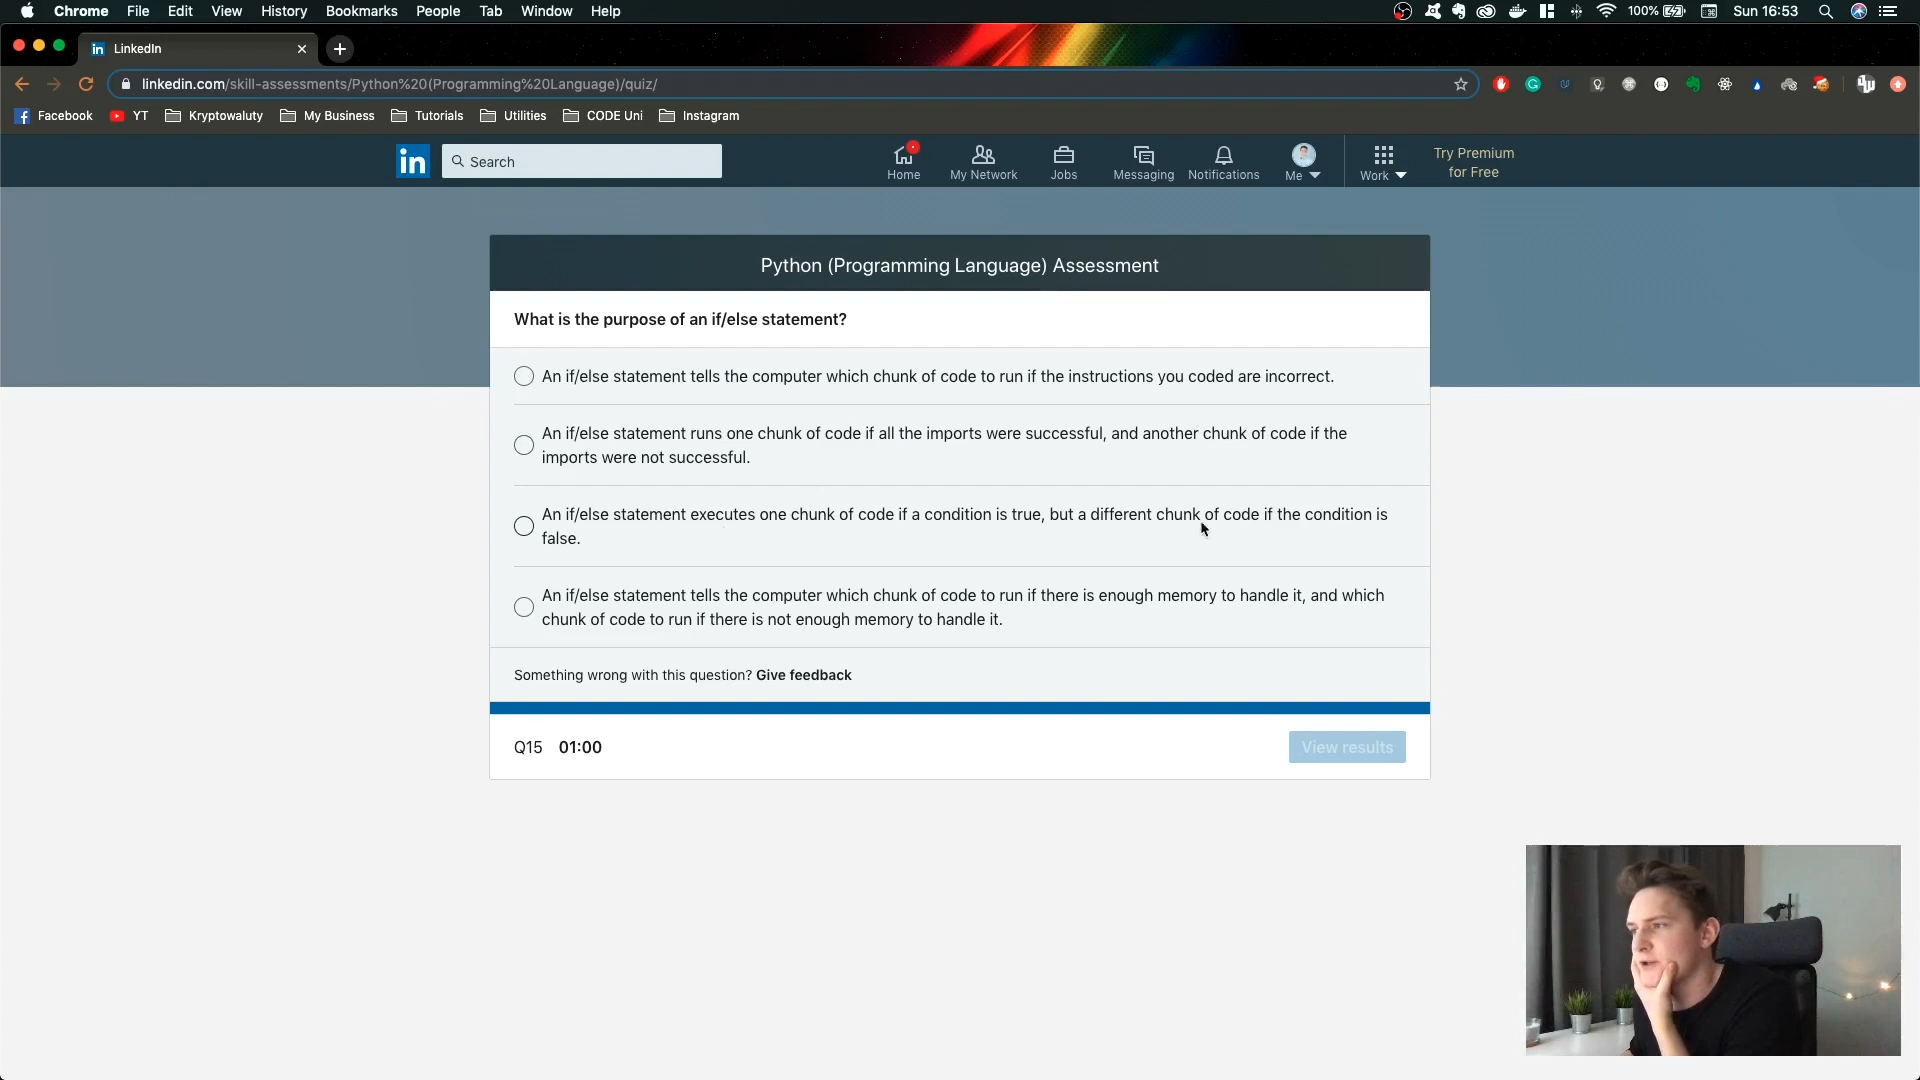 Chrome File Edit View History Bookmarks People Tab Window Help
100% Sun 16:53
in LinkedIn
linkedin.com/skill-assessments/Python%20(Programming%20Language)/quiz/
Facebook YT Kryptowaluty My Business Tutorials Utilities CODE Uni Instagram
in Search
Home My Network Jobs Messaging Notifications Me Work
Try Premium
for Free
Python (Programming Language) Assessment
What is the purpose of an if/else statement?
An if/else statement tells the computer which chunk of code to run if the instructions you coded are incorrect.
An if/else statement runs one chunk of code if all the imports were successful, and another chunk of code if the
imports were not successful.
An if/else statement executes one chunk of code if a condition is true, but a different chunk of code if the condition is
false.
An if/else statement tells the computer which chunk of code to run if there is enough memory to handle it, and which
chunk of code to run if there is not enough memory to handle it.
Something wrong with this question? Give feedback
Q15 01:00
View results